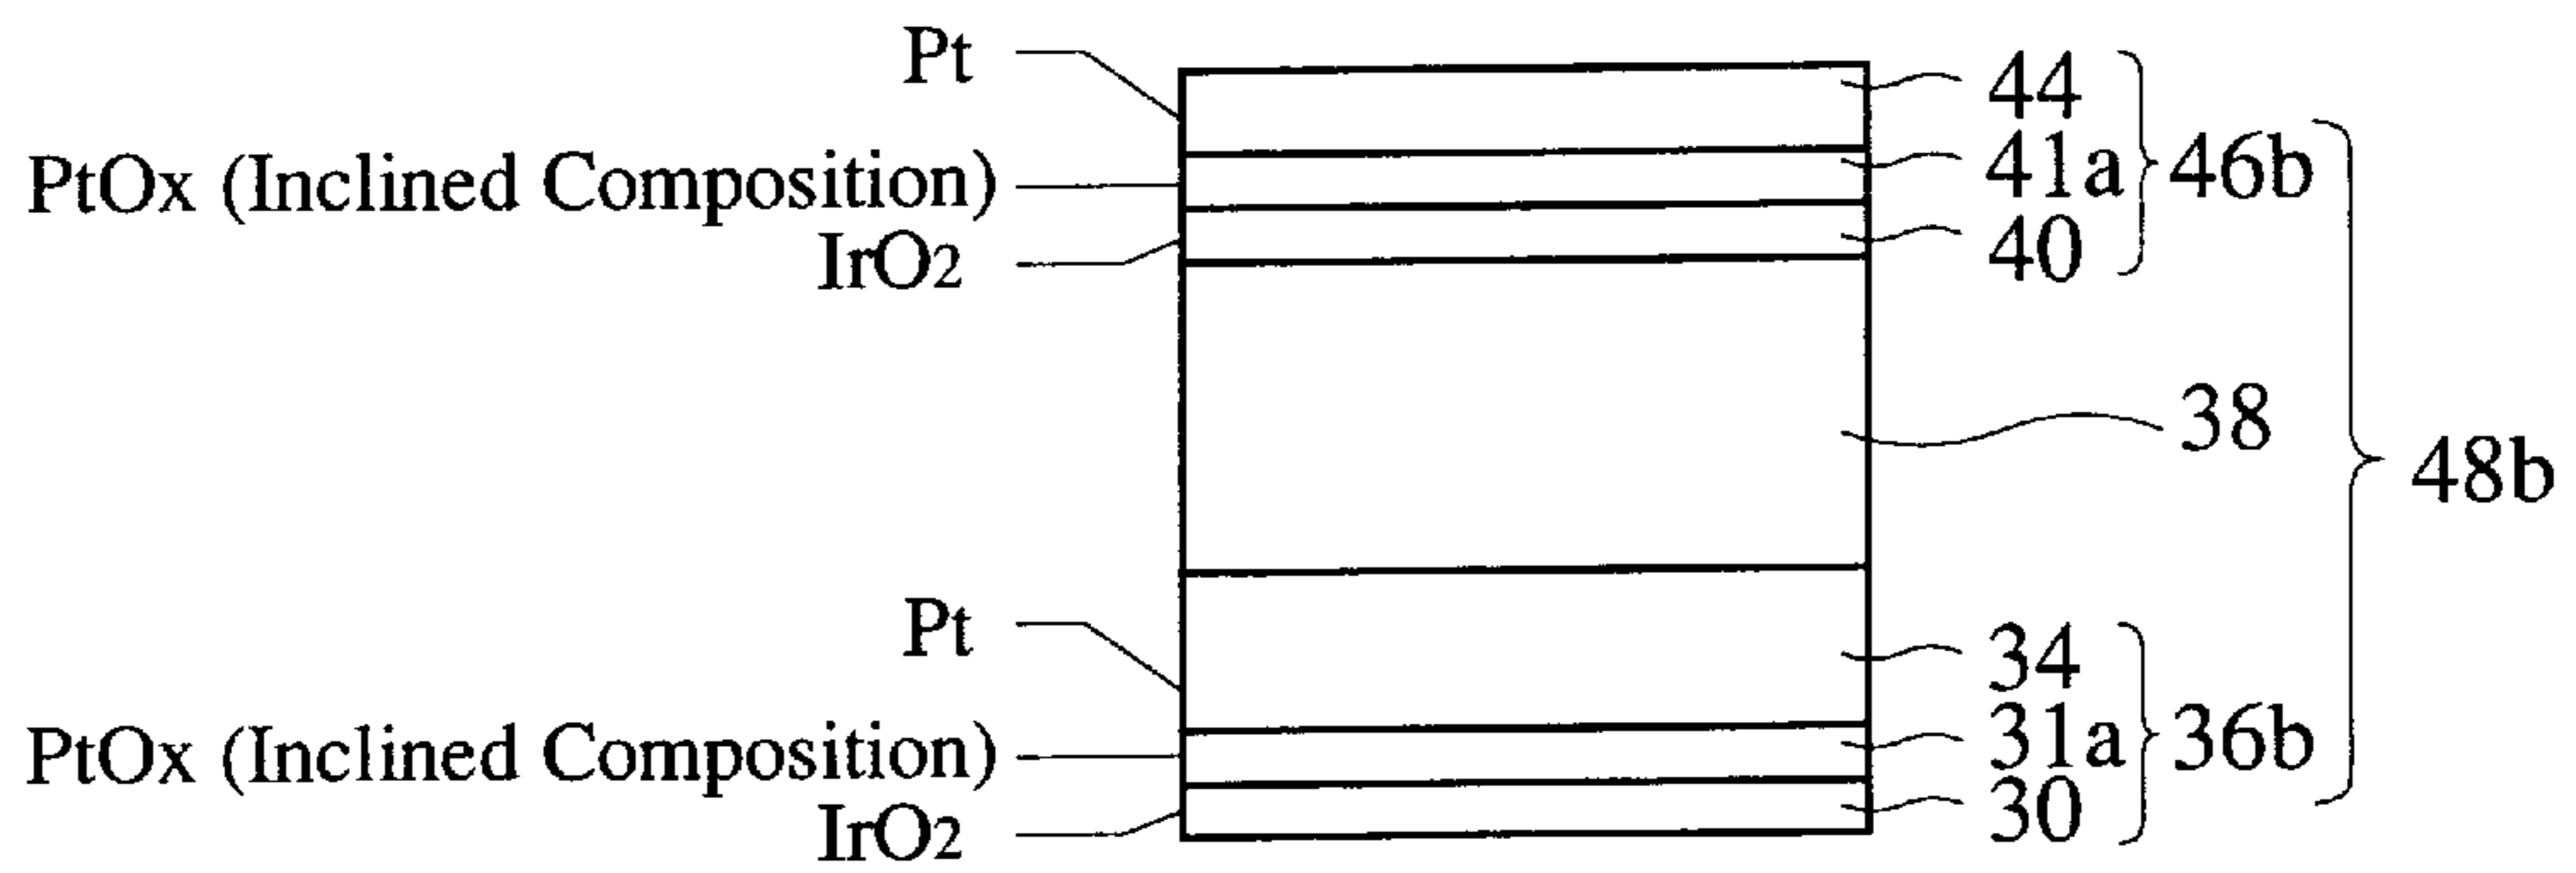 Pt
44
PtOx (Inclined Composition)
41a
46b
IrO2
40
38
48b
Pt
34
PtOx (Inclined Composition)
31a
36b
IrO2
30